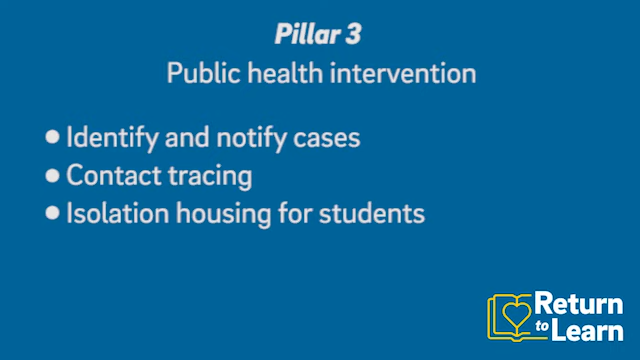 Pillar 3
Public health intervention
● Identify and notify cases
● Contact tracing
● Isolation housing for students
Return
to Learn